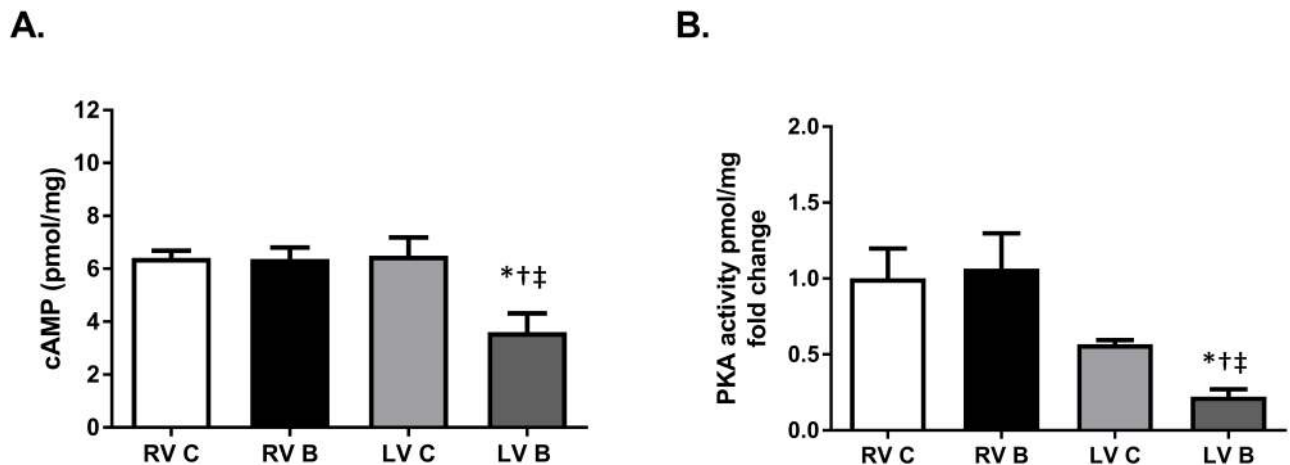 A.
cAMP (pmol/mg)
12
10
8
6
4
2
0
*†‡
RV C RV B LV C LV B
B.
PKA activity pmol/mg
fold change
2.0
1.5
1.0
0.5
0.0
*†‡
RV C RV B LV C LV B